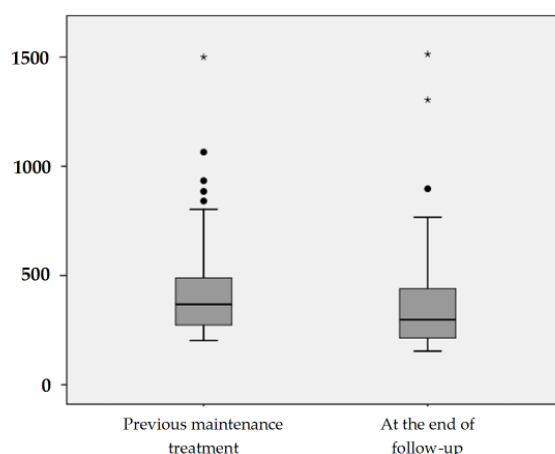 1500
1000
500
0
Previous maintenance
treatment
At the end of
follow-up